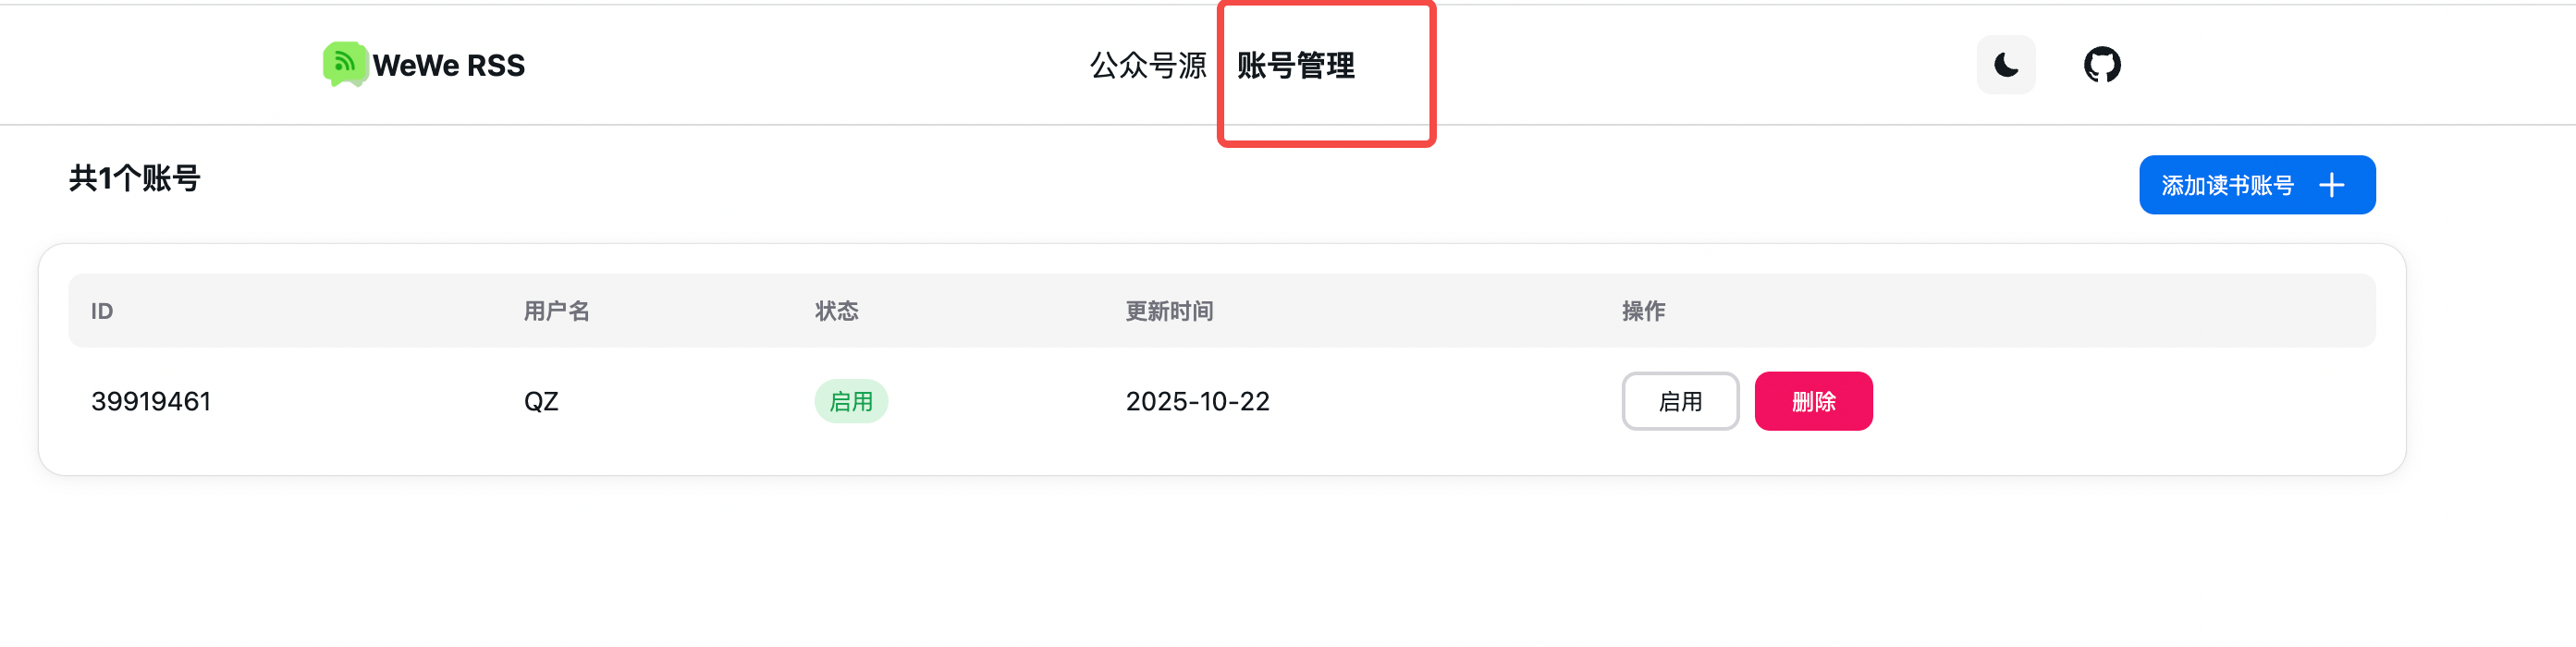 WeWe RSS 公众号源 账号管理
共1个账号 添加读书账号
ID 用户名 状态 更新时间 操作
39919461 QZ 启用 2025-10-22 启用 删除